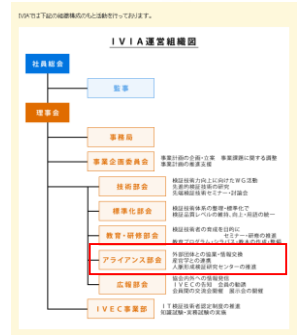 IVIAでは下記の組織構成のもと活動を行っております。
IVIA運営組織図
社員総会
監事
理事会
事務局
事業企画委員会
事業計画の企画・立案 事業課題に関する調整
事業計画の推進支援
技術部会
検証技術力向上に向けたWG活動
先進的検証技術の研究
先端検証技術セミナー・討論会
標準化部会
検証技術体系の整理・標準化で
検証品質レベルの維持、向上・用語の統一
教育・研修部会
検証技術者の育成を目的に
セミナー・研修の推進
教育プログラム・シラバス・教本の作成・整備
アライアンス部会
外部団体との協業・情報交換
産官学との連携
人財形成検証研究センターの推進
広報部会
協会内外への情報発信
IVECの告知 会員の勧誘
会員間の交流会開催 展示会の開催
IVEC事業部
IT検証技術者認定制度の推進
知識試験・実務試験の実施